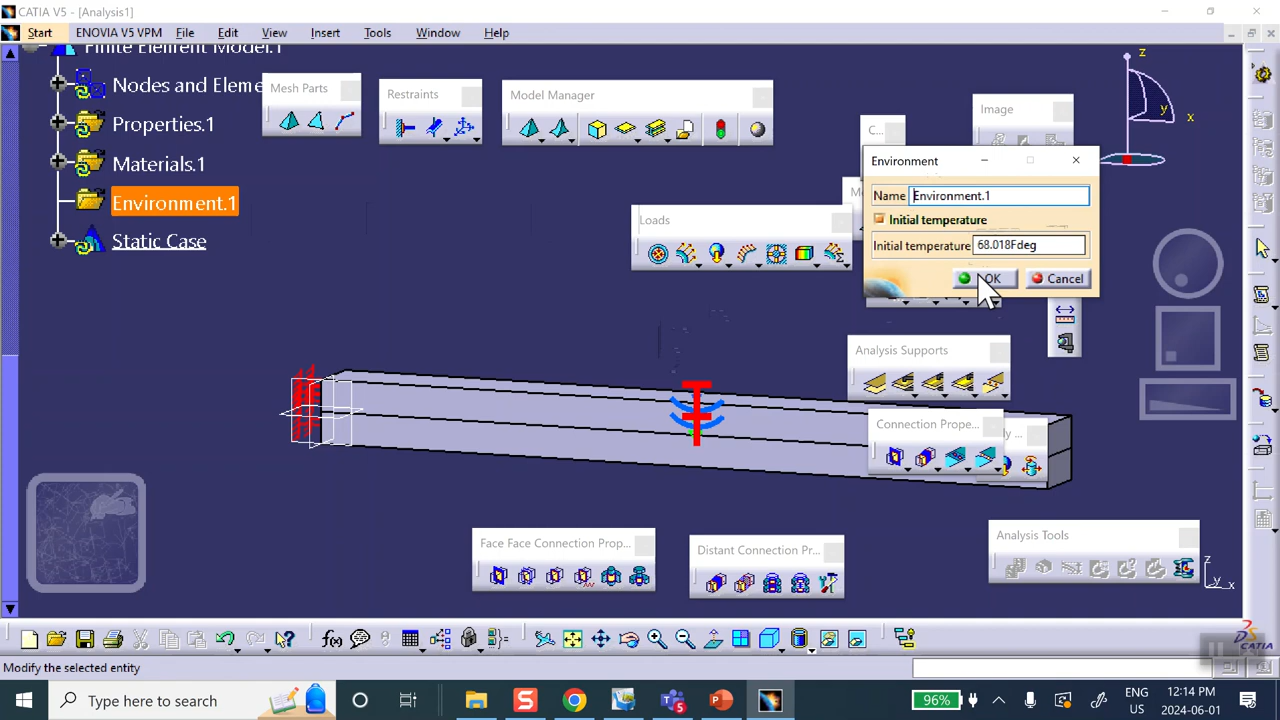 CATIA V5 - [Analysis1]
Start ENOVIA V5 VPM File Edit View Insert Tools Window Help
Finite Element Model.1
Nodes and Eleme
Properties.1
Materials.1
Environment.1
Static Case
Mesh Parts
Restraints
Model Manager
Image
C...
Environment
Name Environment.1
Initial temperature
Initial temperature 68.018Fdeg
OK Cancel
Loads
Analysis Supports
Connection Prope...
Face Face Connection Prop...
Distant Connection Pr...
Analysis Tools
z
y
x
z
y
x
CATIA
Modify the selected entity
Type here to search
96%
ENG
US
12:14 PM
2024-06-01